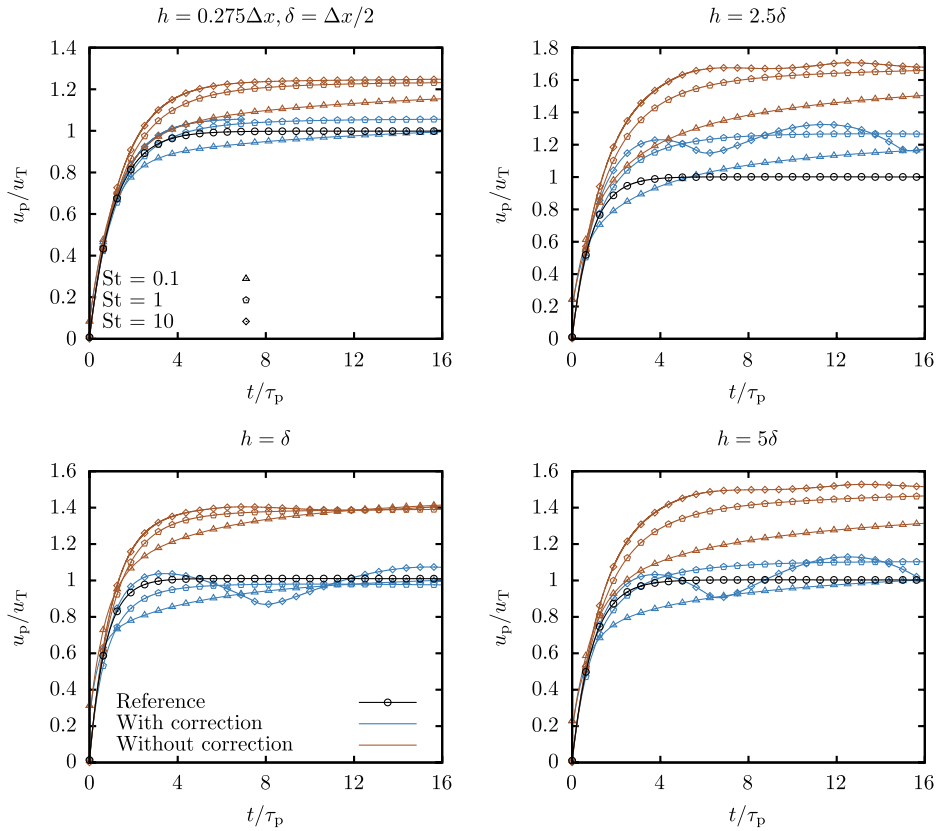 h = 0.275Δx, δ = Δx/2
1.4
1.2
1
0.8
0.6
0.4
0.2
0
u_p/u_T
St = 0.1
St = 1
St = 10
0 4 8 12 16
t/τ_p
h = 2.5δ
1.8
1.6
1.4
1.2
1
0.8
0.6
0.4
0.2
0
u_p/u_T
0 4 8 12 16
t/τ_p
h = δ
1.6
1.4
1.2
1
0.8
0.6
0.4
0.2
0
u_p/u_T
Reference
With correction
Without correction
0 4 8 12 16
t/τ_p
h = 5δ
1.6
1.4
1.2
1
0.8
0.6
0.4
0.2
0
u_p/u_T
0 4 8 12 16
t/τ_p